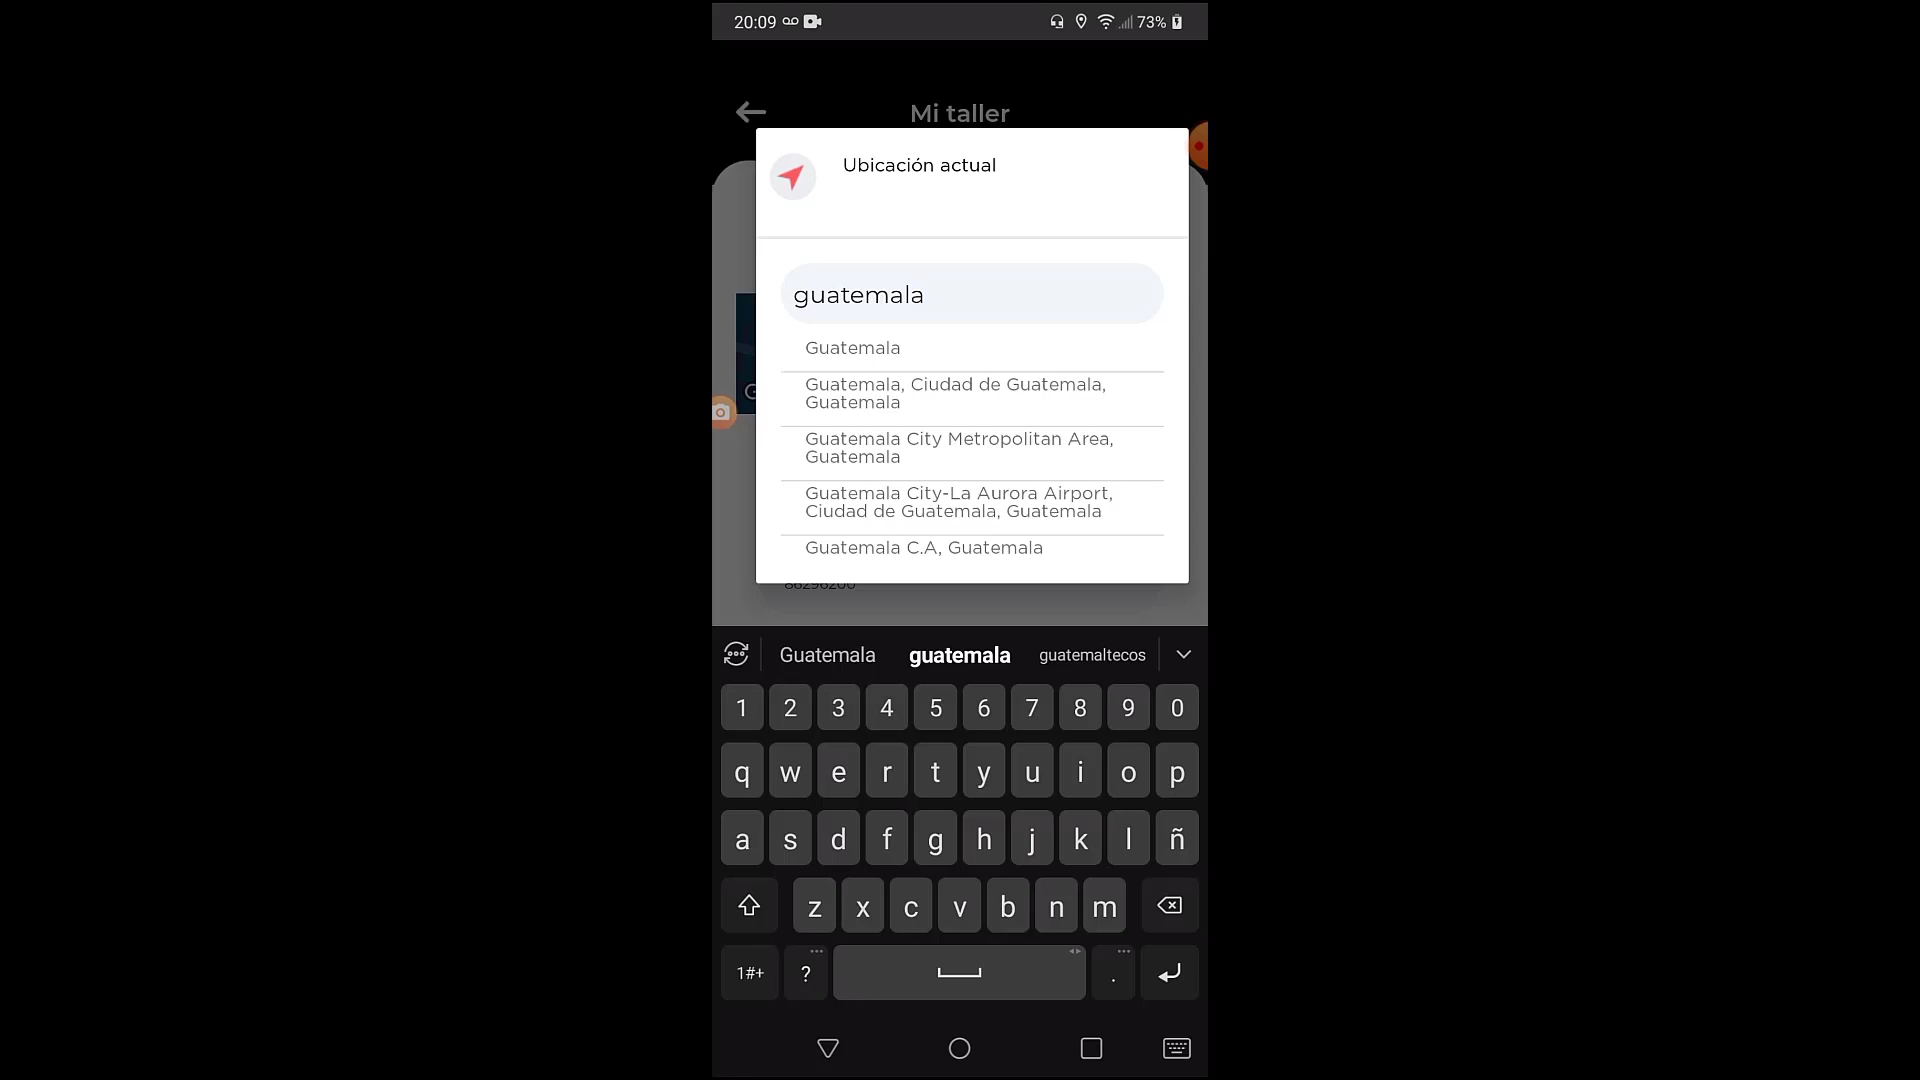 20:09
73%
Mi taller
Ubicación actual
guatemala
Guatemala
Guatemala, Ciudad de Guatemala,
Guatemala
Guatemala City Metropolitan Area,
Guatemala
Guatemala City-La Aurora Airport,
Ciudad de Guatemala, Guatemala
Guatemala C.A, Guatemala
Guatemala guatemala guatemaltecos
1 2 3 4 5 6 7 8 9 0
q w e r t y u i o p
a s d f g h j k l ñ
z x c v b n m
1#+ ? .